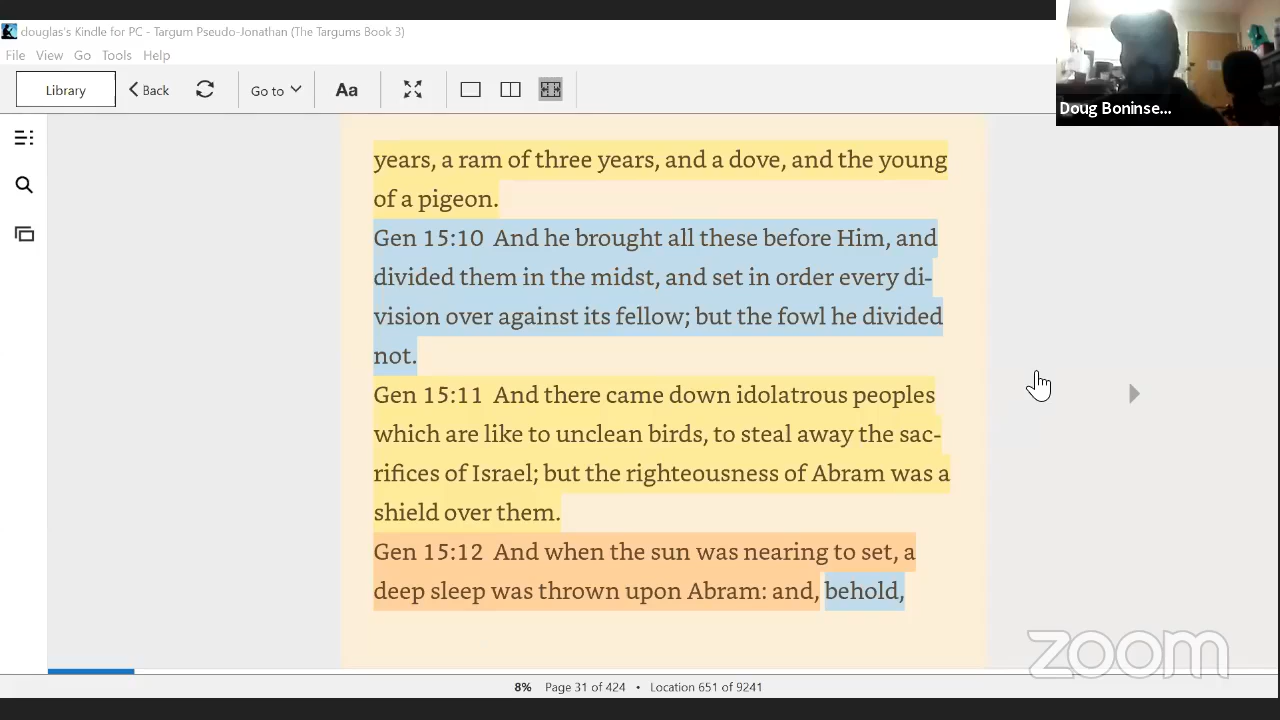 douglas's Kindle for PC - Targum Pseudo-Jonathan (The Targums Book 3)
File View Go Tools Help
Library Back Go to Aa
Doug Boninse...
years, a ram of three years, and a dove, and the young
of a pigeon.
Gen 15:10 And he brought all these before Him, and
divided them in the midst, and set in order every di-
vision over against its fellow; but the fowl he divided
not.
Gen 15:11 And there came down idolatrous peoples
which are like to unclean birds, to steal away the sac-
rifices of Israel; but the righteousness of Abram was a
shield over them.
Gen 15:12 And when the sun was nearing to set, a
deep sleep was thrown upon Abram: and, behold,
zoom
8% Page 31 of 424 • Location 651 of 9241